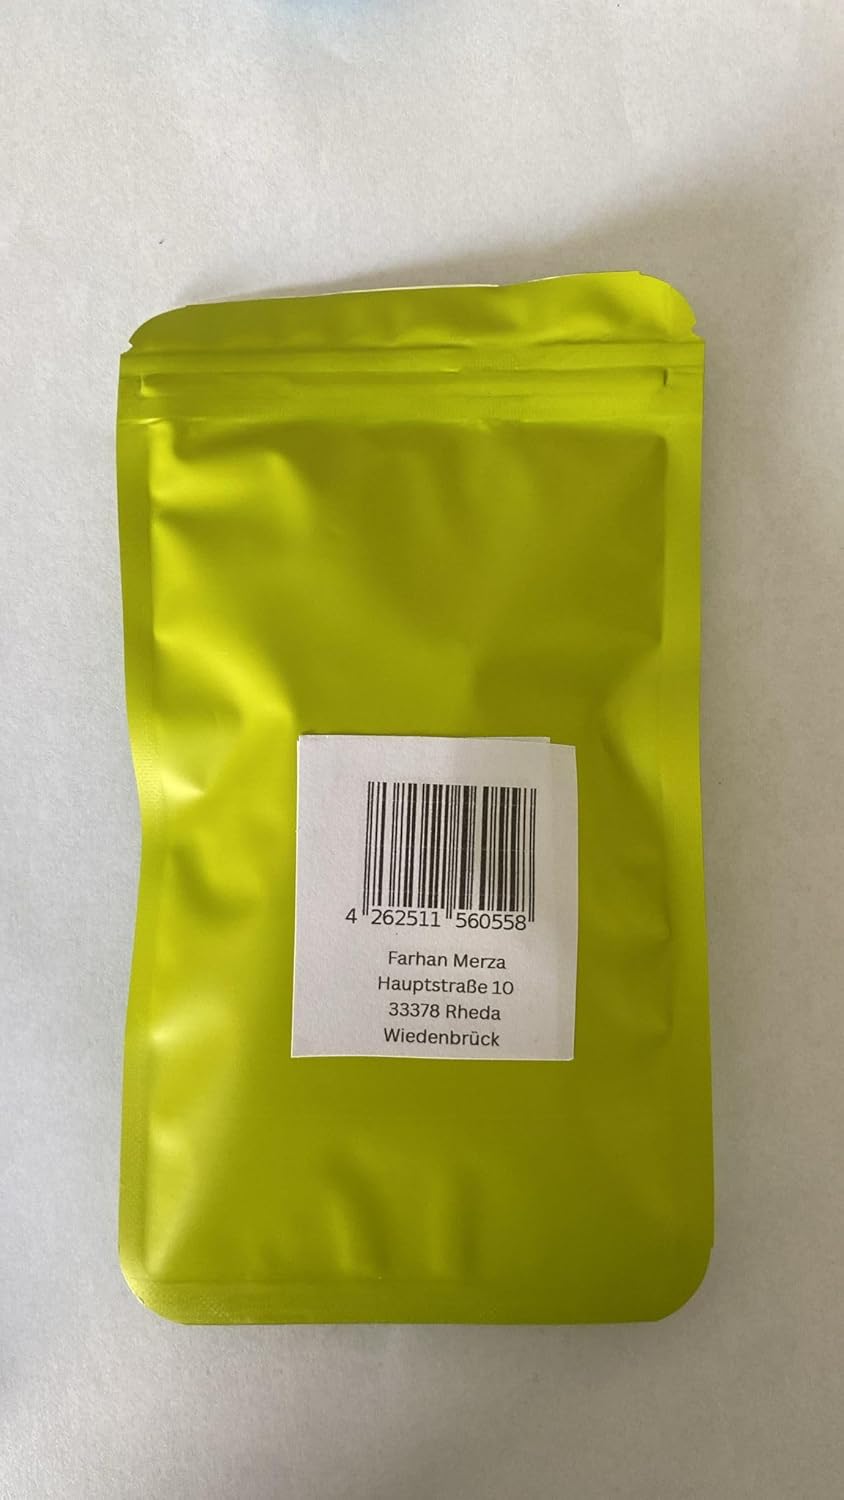 4 262511 560558
Farhan Merza
Hauptstraße 10
33378 Rheda
Wiedenbrück